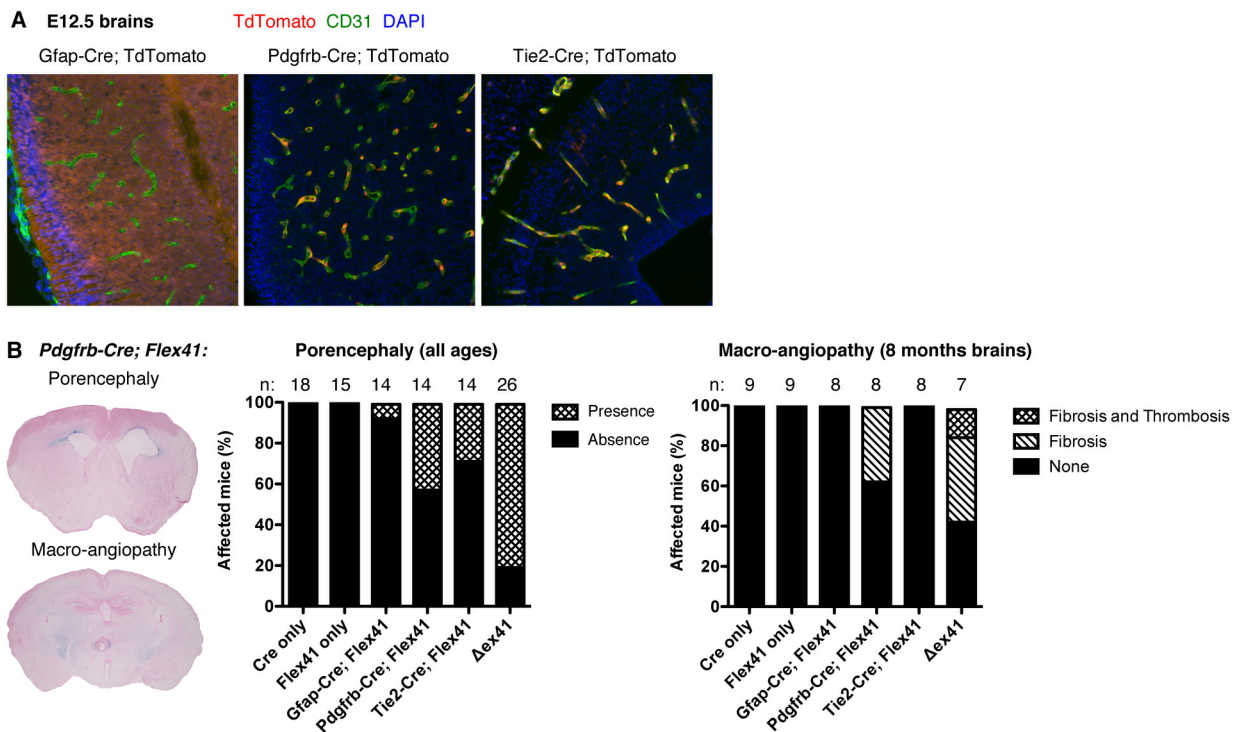 A E12.5 brains TdTomato CD31 DAPI
Gfap-Cre; TdTomato Pdgfrb-Cre; TdTomato Tie2-Cre; TdTomato
B Pdgfrb-Cre; Flex41:
Porencephaly
Macro-angiopathy
Porencephaly (all ages)
n: 18 15 14 14 14 26
Affected mice (%)
100
80
60
40
20
0
Cre only
Flex41 only
Gfap-Cre; Flex41
Pdgfrb-Cre; Flex41
Tie2-Cre; Flex41
Δex41
Presence
Absence
Macro-angiopathy (8 months brains)
n: 9 9 8 8 8 7
Affected mice (%)
100
80
60
40
20
0
Cre only
Flex41 only
Gfap-Cre; Flex41
Pdgfrb-Cre; Flex41
Tie2-Cre; Flex41
Δex41
Fibrosis and Thrombosis
Fibrosis
None